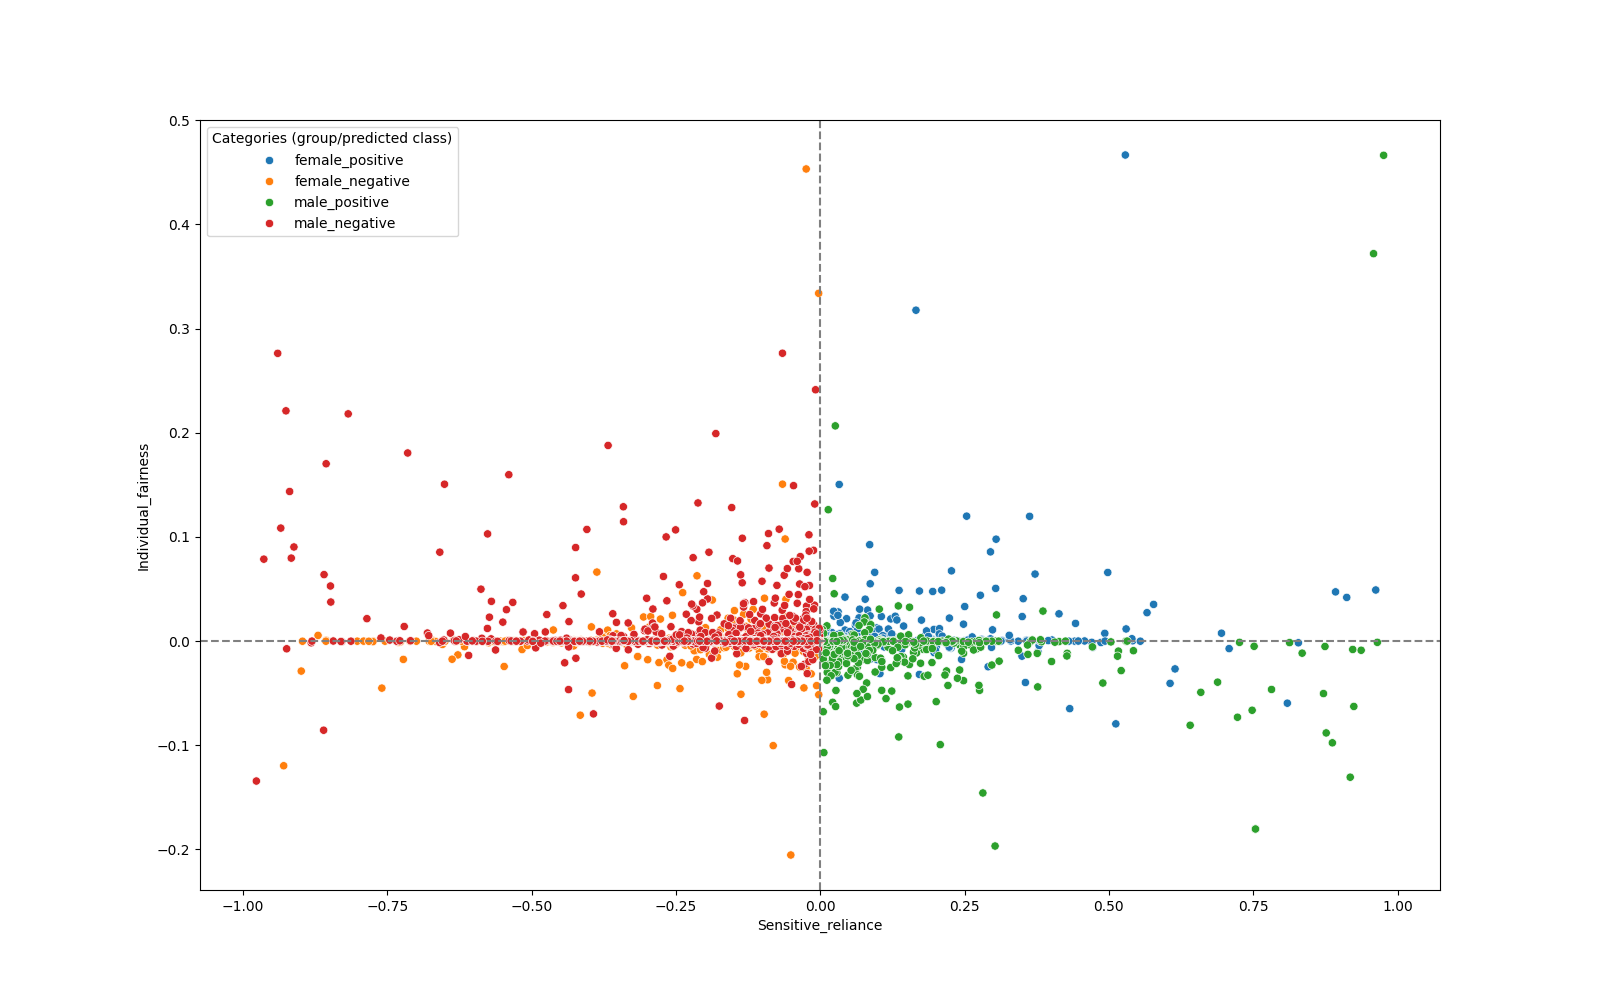 Categories (group/predicted class)
female_positive
female_negative
male_positive
male_negative
0.5
0.4
0.3
0.2
0.1
0.0
−0.1
−0.2
Individual_fairness
−1.00 −0.75 −0.50 −0.25 0.00 0.25 0.50 0.75 1.00
Sensitive_reliance